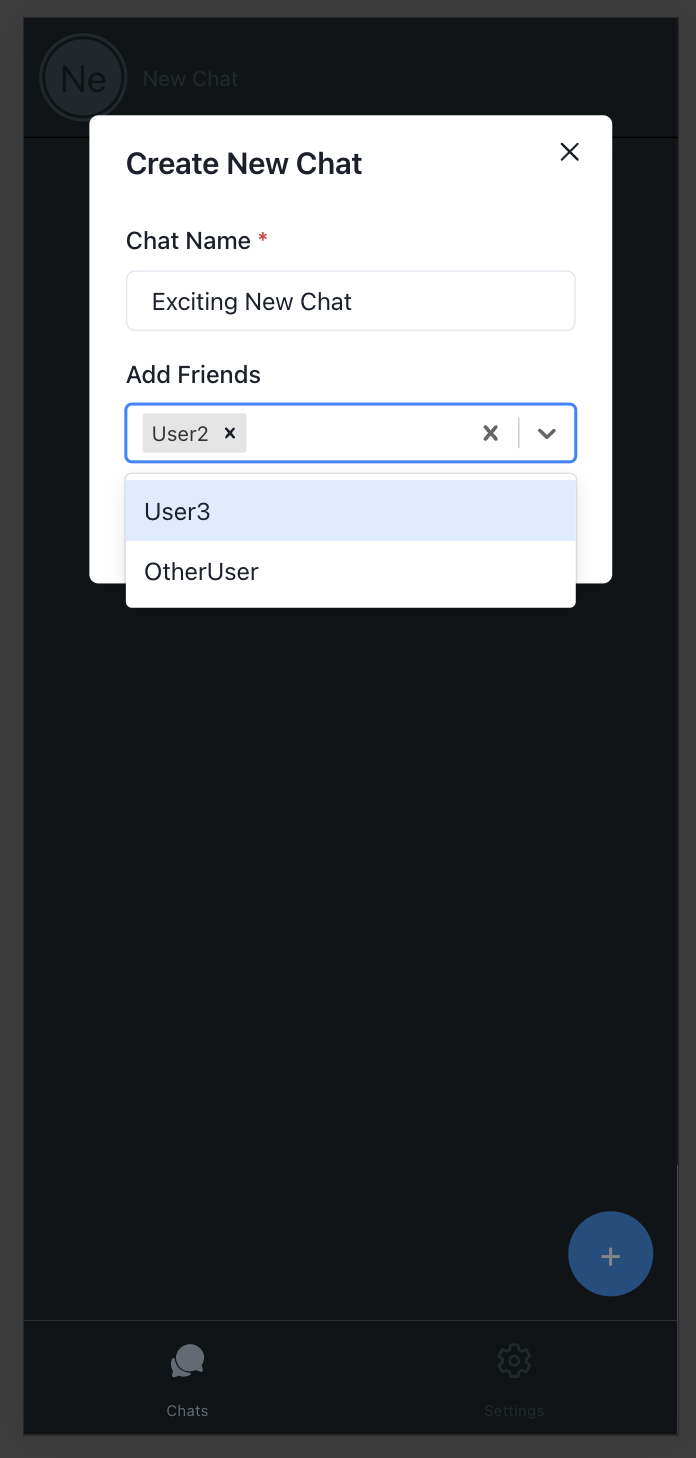 Ne
New Chat
Create New Chat
Chat Name *
Exciting New Chat
Add Friends
User2
User3
OtherUser
+
Chats
Settings